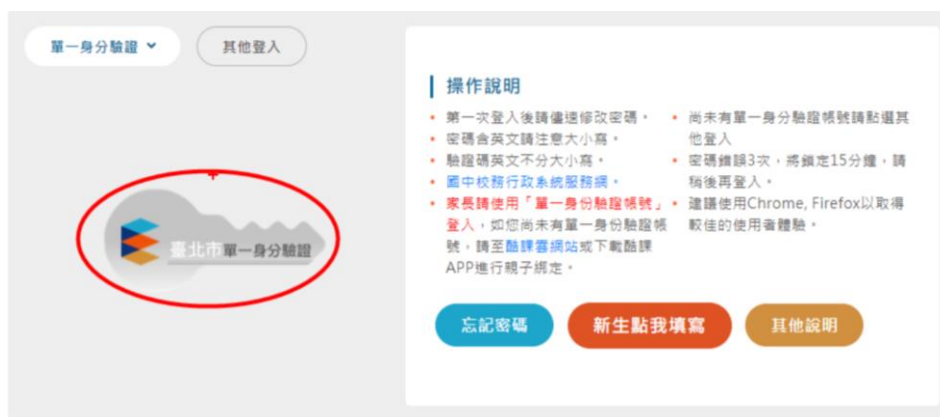 單一身分驗證
其他登入
臺北市單一身分驗證
操作說明
• 第一次登入後請儘速修改密碼。
• 密碼含英文請注意大小寫。
• 驗證碼英文不分大小寫。
• 國中校務行政系統服務網。
• 家長請使用「單一身份驗證帳號」
登入，如您尚未有單一身份驗證帳
號，請至酷課雲網站或下載酷課
APP進行親子綁定。
• 尚未有單一身分驗證帳號請點選其
他登入
• 密碼錯誤3次，將鎖定15分鐘，請
稍後再登入。
• 建議使用Chrome, Firefox以取得
較佳的使用者體驗。
忘記密碼
新生點我填寫
其他說明